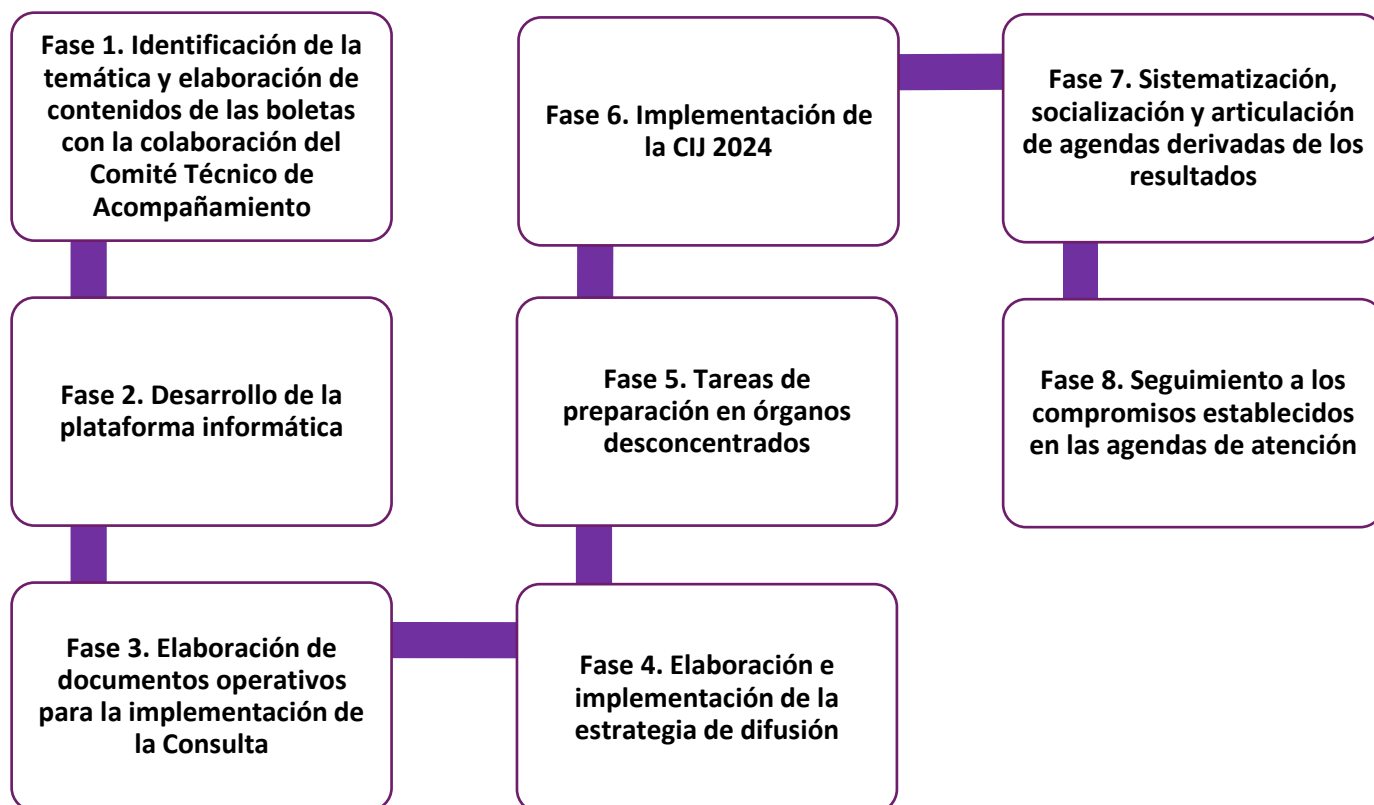 Fase 1. Identificación de la
temática y elaboración de
contenidos de las boletas
con la colaboración del
Comité Técnico de
Acompañamiento
Fase 2. Desarrollo de la
plataforma informática
Fase 3. Elaboración de
documentos operativos
para la implementación de
la Consulta
Fase 4. Elaboración e
implementación de la
estrategia de difusión
Fase 5. Tareas de
preparación en órganos
desconcentrados
Fase 6. Implementación de
la CIJ 2024
Fase 7. Sistematización,
socialización y articulación
de agendas derivadas de los
resultados
Fase 8. Seguimiento a los
compromisos establecidos
en las agendas de atención